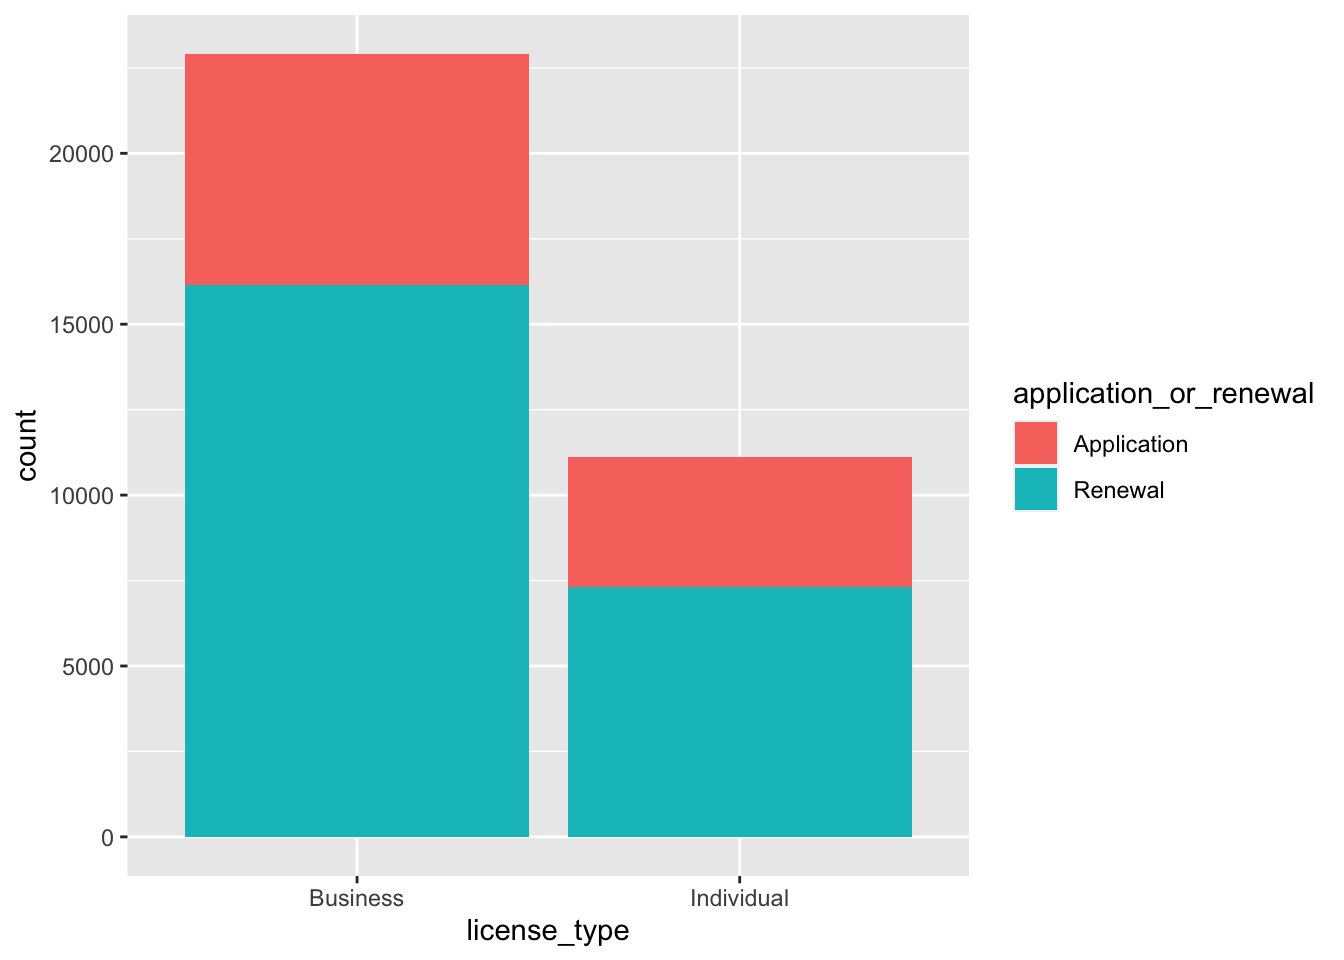 count
20000
15000
10000
5000
0
Business
Individual
license_type
application_or_renewal
Application
Renewal